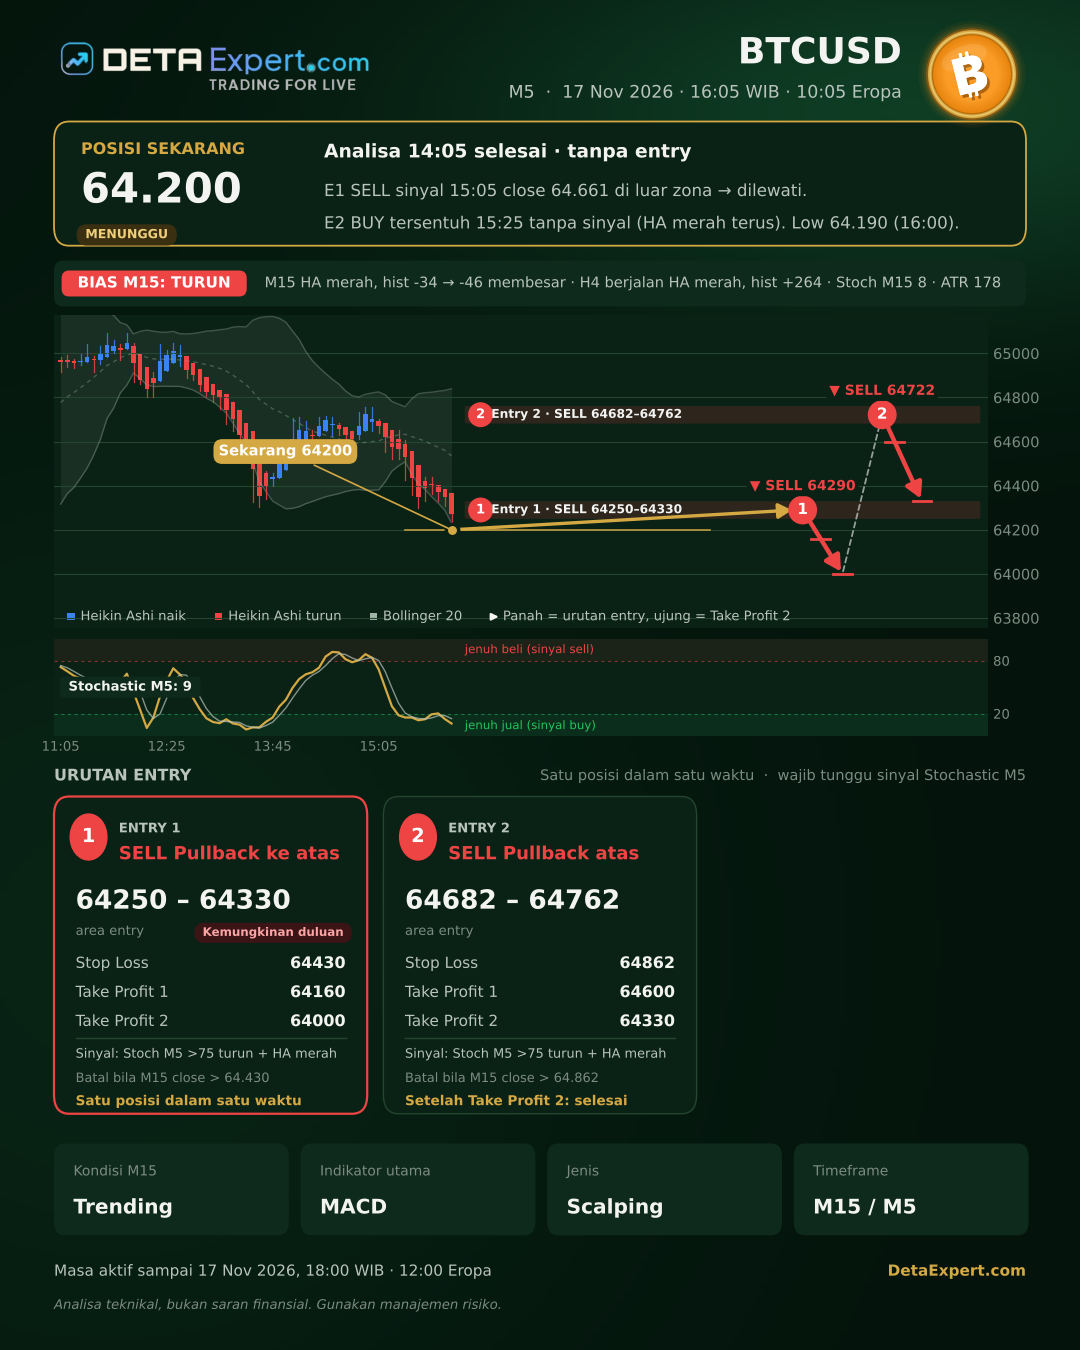 DETA Expert.com
TRADING FOR LIVE
BTCUSD
M5 · 17 Nov 2026 · 16:05 WIB · 10:05 Eropa
POSISI SEKARANG
64.200
MENUNGGU
Analisa 14:05 selesai · tanpa entry
E1 SELL sinyal 15:05 close 64.661 di luar zona → dilewati.
E2 BUY tersentuh 15:25 tanpa sinyal (HA merah terus). Low 64.190 (16:00).
BIAS M15: TURUN
M15 HA merah, hist -34 → -46 membesar · H4 berjalan HA merah, hist +264 · Stoch M15 8 · ATR 178
65000
▼ SELL 64722
64800
2 Entry 2 · SELL 64682–64762
2
64600
Sekarang 64200
▼ SELL 64290
64400
1 Entry 1 · SELL 64250–64330
1
64200
64000
Heikin Ashi naik
Heikin Ashi turun
Bollinger 20
Panah = urutan entry, ujung = Take Profit 2
63800
jenuh beli (sinyal sell)
80
Stochastic M5: 9
20
jenuh jual (sinyal buy)
11:05
12:25
13:45
15:05
URUTAN ENTRY
Satu posisi dalam satu waktu · wajib tunggu sinyal Stochastic M5
1
ENTRY 1
SELL Pullback ke atas
64250 – 64330
area entry
Kemungkinan duluan
Stop Loss 64430
Take Profit 1 64160
Take Profit 2 64000
Sinyal: Stoch M5 >75 turun + HA merah
Batal bila M15 close > 64.430
Satu posisi dalam satu waktu
2
ENTRY 2
SELL Pullback atas
64682 – 64762
area entry
Stop Loss 64862
Take Profit 1 64600
Take Profit 2 64330
Sinyal: Stoch M5 >75 turun + HA merah
Batal bila M15 close > 64.862
Setelah Take Profit 2: selesai
Kondisi M15
Trending
Indikator utama
MACD
Jenis
Scalping
Timeframe
M15 / M5
Masa aktif sampai 17 Nov 2026, 18:00 WIB · 12:00 Eropa
DetaExpert.com
Analisa teknikal, bukan saran finansial. Gunakan manajemen risiko.